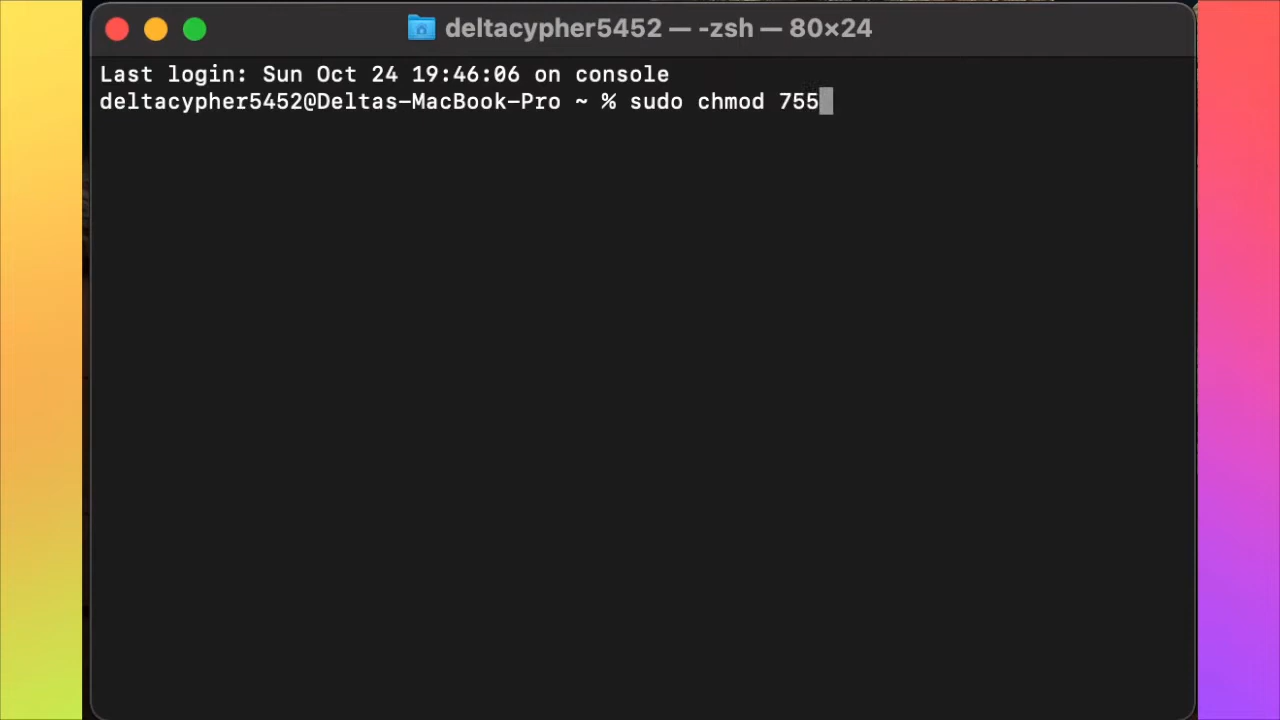 deltacypher5452 — -zsh — 80×24
Last login: Sun Oct 24 19:46:06 on console
deltacypher5452@Deltas-MacBook-Pro ~ % sudo chmod 755